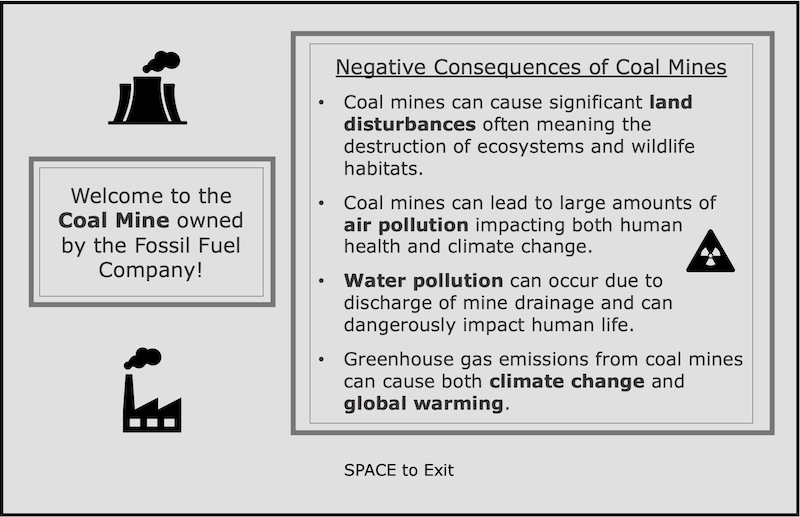 Welcome to the
Coal Mine owned
by the Fossil Fuel
Company!
Negative Consequences of Coal Mines
• Coal mines can cause significant land
disturbances often meaning the
destruction of ecosystems and wildlife
habitats.
• Coal mines can lead to large amounts of
air pollution impacting both human
health and climate change.
• Water pollution can occur due to
discharge of mine drainage and can
dangerously impact human life.
• Greenhouse gas emissions from coal mines
can cause both climate change and
global warming.
SPACE to Exit